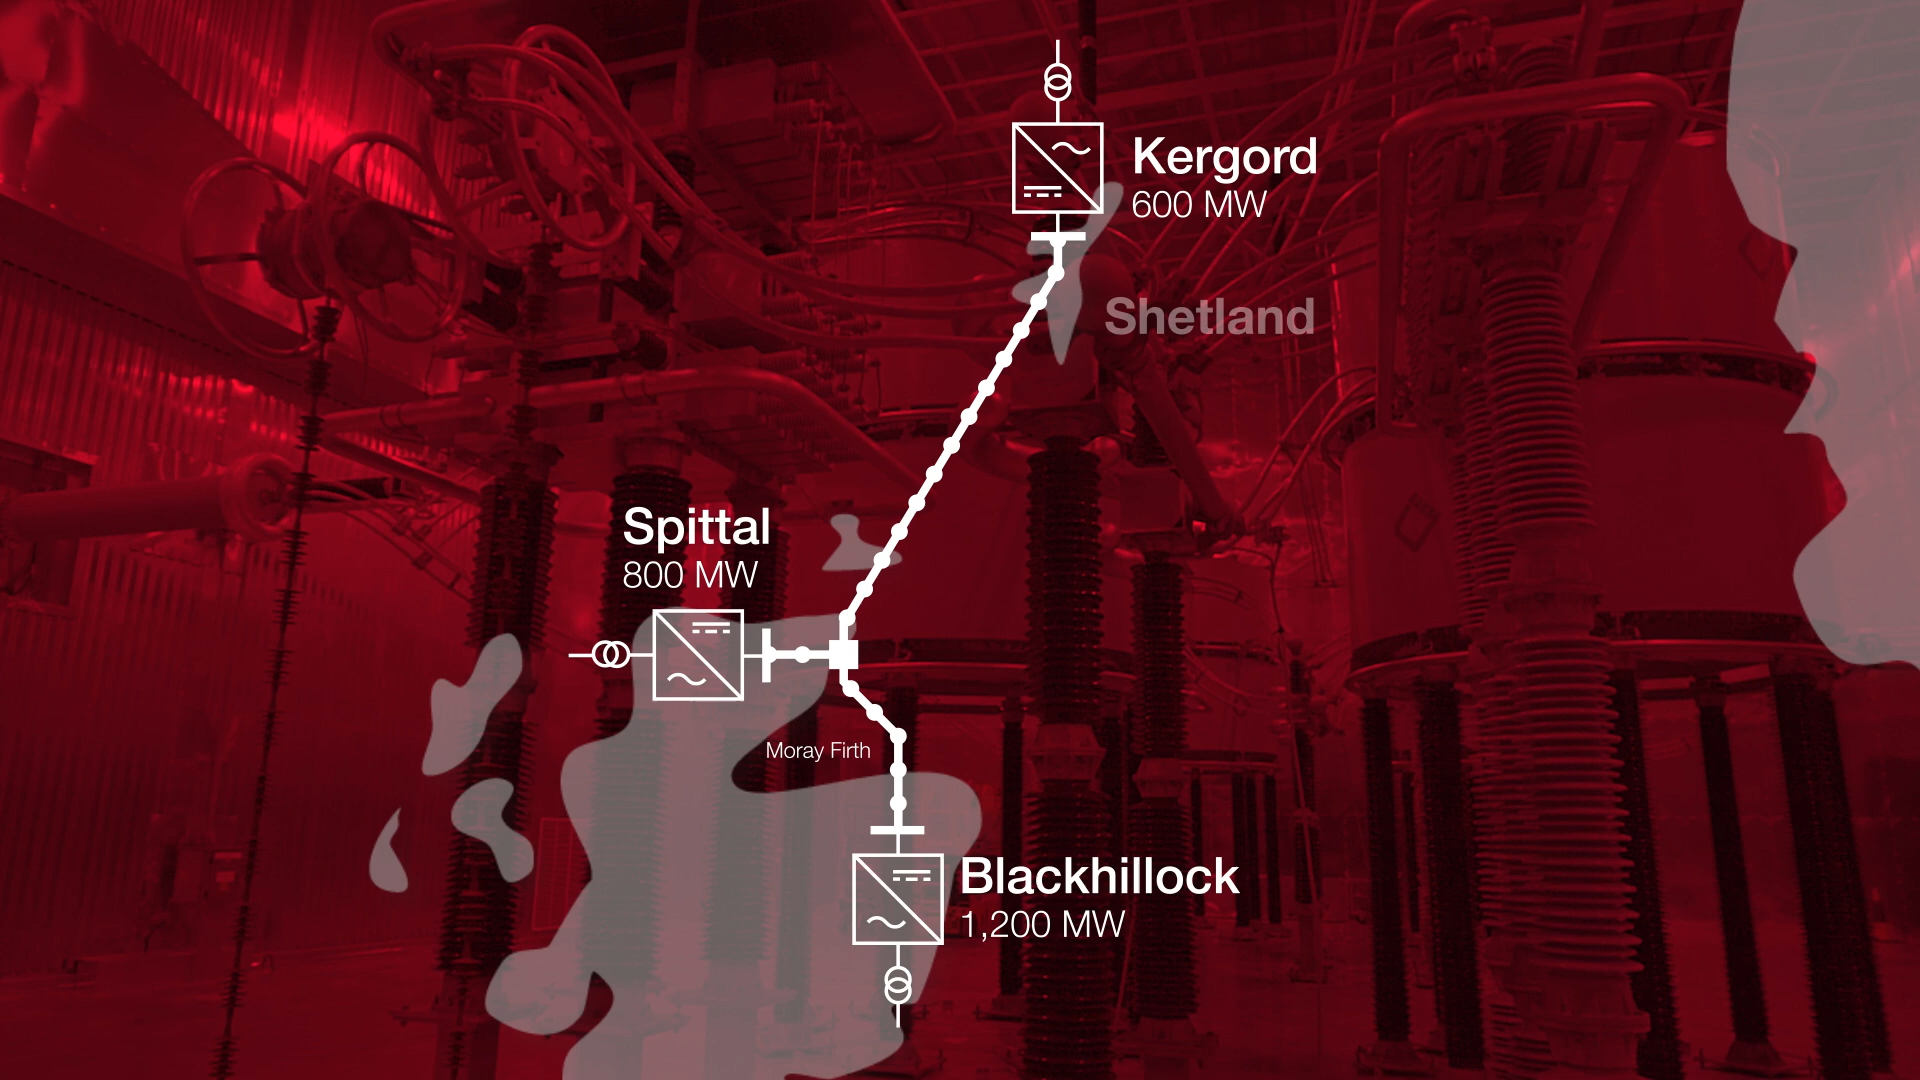 Kergord
600 MW
Shetland
Spittal
800 MW
Moray Firth
Blackhillock
1,200 MW